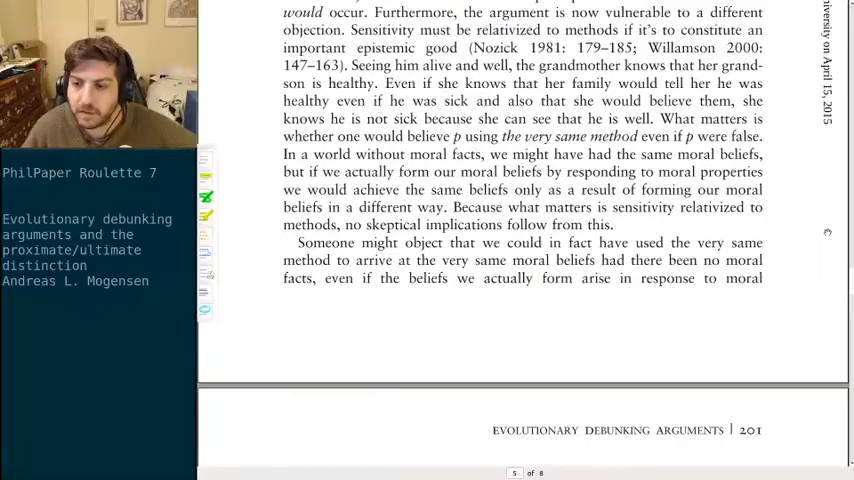 would occur. Furthermore, the argument is now vulnerable to a different
objection. Sensitivity must be relativized to methods if it's to constitute an
important epistemic good (Nozick 1981: 179–185; Willamson 2000:
147–163). Seeing him alive and well, the grandmother knows that her grand-
son is healthy. Even if she knows that her family would tell her he was
healthy even if he was sick and also that she would believe them, she
knows he is not sick because she can see that he is well. What matters is
whether one would believe p using the very same method even if p were false.
In a world without moral facts, we might have had the same moral beliefs,
but if we actually form our moral beliefs by responding to moral properties
we would achieve the same beliefs only as a result of forming our moral
beliefs in a different way. Because what matters is sensitivity relativized to
methods, no skeptical implications follow from this.
Someone might object that we could in fact have used the very same
method to arrive at the very same moral beliefs had there been no moral
facts, even if the beliefs we actually form arise in response to moral
EVOLUTIONARY DEBUNKING ARGUMENTS | 201
niversity on April 15, 2015
PhilPaper Roulette 7
Evolutionary debunking
arguments and the
proximate/ultimate
distinction
Andreas L. Mogensen
5 of 8